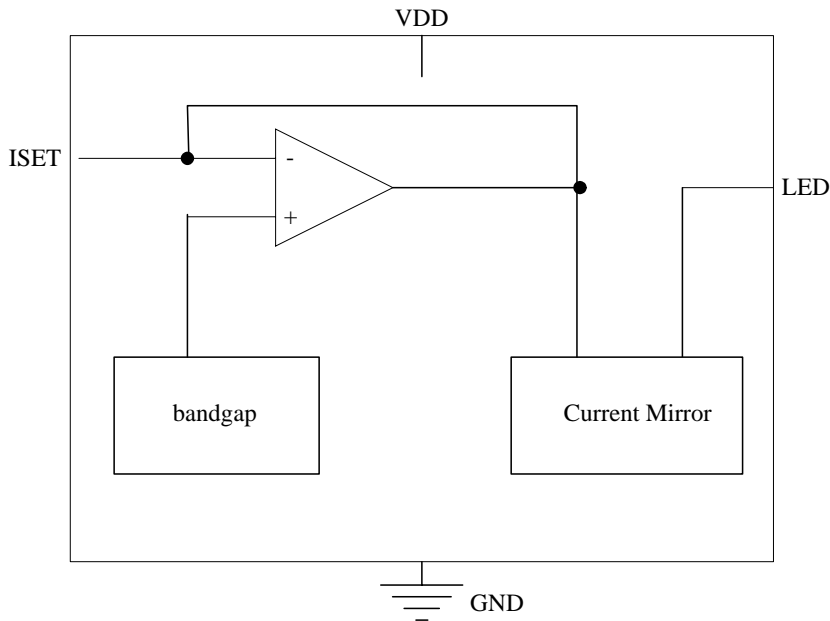 VDD
ISET
-
LED
+
bandgap
Current Mirror
GND